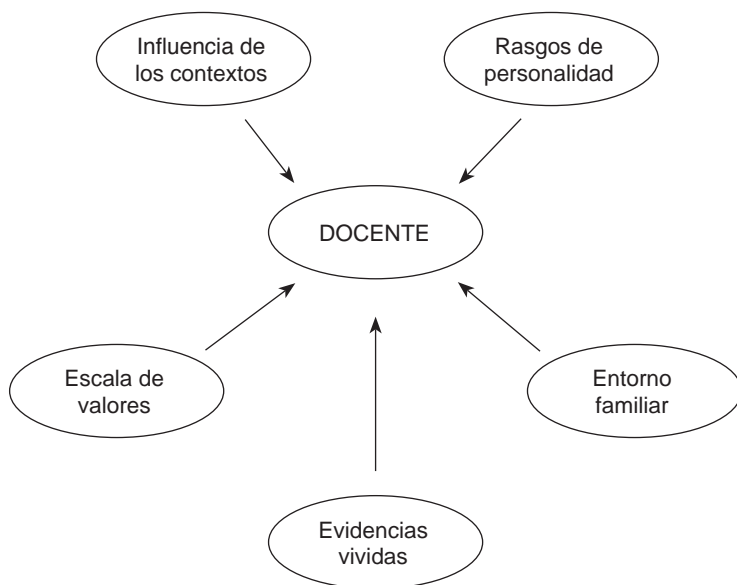 Influencia de
los contextos
Rasgos de
personalidad
DOCENTE
Escala de
valores
Entorno
familiar
Evidencias
vividas